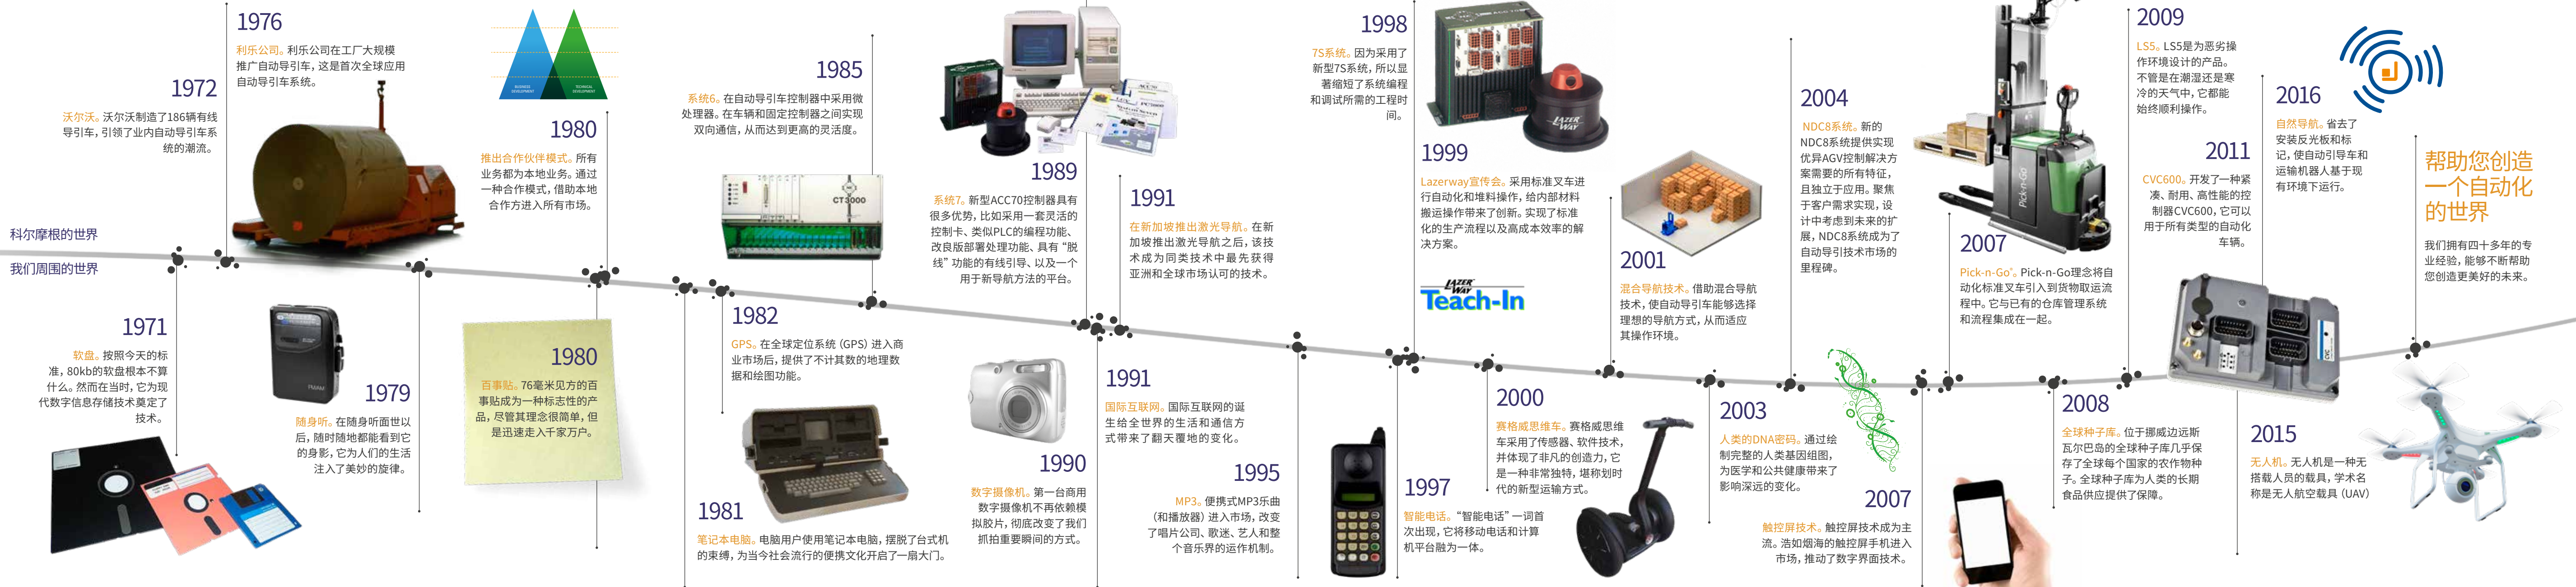 科尔摩根的世界
我们周围的世界
1972
沃尔沃。沃尔沃制造了186辆有线
导引车，引领了业内自动导引车系
统的潮流。
1976
利乐公司。利乐公司在工厂大规模
推广自动导引车，这是首次全球应用
自动导引车系统。
BUSINESS
DEVELOPMENT
TECHNICAL
DEVELOPMENT
1980
推出合作伙伴模式。所有
业务都为本地业务。通过
一种合作模式，借助本地
合作方进入所有市场。
1985
系统6。在自动导引车控制器中采用微
处理器。在车辆和固定控制器之间实现
双向通信，从而达到更高的灵活度。
CT3000
1989
系统7。新型ACC70控制器具有
很多优势，比如采用一套灵活的
控制卡、类似PLC的编程功能、
改良版部署处理功能、具有“脱
线”功能的有线引导、以及一个
用于新导航方法的平台。
1991
在新加坡推出激光导航。在新
加坡推出激光导航之后，该技
术成为同类技术中最先获得
亚洲和全球市场认可的技术。
1998
7S系统。因为采用了
新型7S系统，所以显
著缩短了系统编程
和调试所需的工程时
间。
LAZER
WAY
1999
Lazerway宣传会。采用标准叉车进
行自动化和堆料操作，给内部材料
搬运操作带来了创新。实现了标准
化的生产流程以及高成本效率的解
决方案。
LAZER
WAY
Teach-In
2001
混合导航技术。借助混合导航
技术，使自动导引车能够选择
理想的导航方式，从而适应
其操作环境。
2004
NDC8系统。新的
NDC8系统提供实现
优异AGV控制解决方
案需要的所有特征，
且独立于应用。聚焦
于客户需求实现，设
计中考虑到未来的扩
展，NDC8系统成为了
自动导引技术市场的
里程碑。
Pick-n-Go
2007
Pick-n-Go®。Pick-n-Go理念将自
动化标准叉车引入到货物取运流
程中。它与已有的仓库管理系统
和流程集成在一起。
2009
LS5。LS5是为恶劣操
作环境设计的产品。
不管是在潮湿还是寒
冷的天气中，它都能
始终顺利操作。
2011
CVC600。开发了一种紧
凑、耐用、高性能的控
制器CVC600，它可以
用于所有类型的自动化
车辆。
CVC
2016
自然导航。省去了
安装反光板和标
记，使自动引导车和
运输机器人基于现
有环境下运行。
帮助您创造
一个自动化
的世界
我们拥有四十多年的专
业经验，能够不断帮助
您创造更美好的未来。
1971
软盘。按照今天的标
准，80kb的软盘根本不算
什么。然而在当时，它为现
代数字信息存储技术奠定了
技术。
1979
随身听。在随身听面世以
后，随时随地都能看到它
的身影，它为人们的生活
注入了美妙的旋律。
1980
百事贴。76毫米见方的百
事贴成为一种标志性的产
品，尽管其理念很简单，但
是迅速走入千家万户。
1982
GPS。在全球定位系统（GPS）进入商
业市场后，提供了不计其数的地理数
据和绘图功能。
1981
笔记本电脑。电脑用户使用笔记本电脑，摆脱了台式机
的束缚，为当今社会流行的便携文化开启了一扇大门。
1990
数字摄像机。第一台商用
数字摄像机不再依赖模
拟胶片，彻底改变了我们
抓拍重要瞬间的方式。
1991
国际互联网。国际互联网的诞
生给全世界的生活和通信方
式带来了翻天覆地的变化。
1995
MP3。便携式MP3乐曲
（和播放器）进入市场，改变
了唱片公司、歌迷、艺人和整
个音乐界的运作机制。
1997
智能电话。“智能电话”一词首
次出现，它将移动电话和计算
机平台融为一体。
2000
赛格威思维车。赛格威思维
车采用了传感器、软件技术，
并体现了非凡的创造力，它
是一种非常独特，堪称划时
代的新型运输方式。
2003
人类的DNA密码。通过绘
制完整的人类基因组图，
为医学和公共健康带来了
影响深远的变化。
2007
触控屏技术。触控屏技术成为主
流。浩如烟海的触控屏手机进入
市场，推动了数字界面技术。
2008
全球种子库。位于挪威边远斯
瓦尔巴岛的全球种子库几乎保
存了全球每个国家的农作物种
子。全球种子库为人类的长期
食品供应提供了保障。
2015
无人机。无人机是一种无
搭载人员的载具，学术名
称是无人航空载具（UAV）